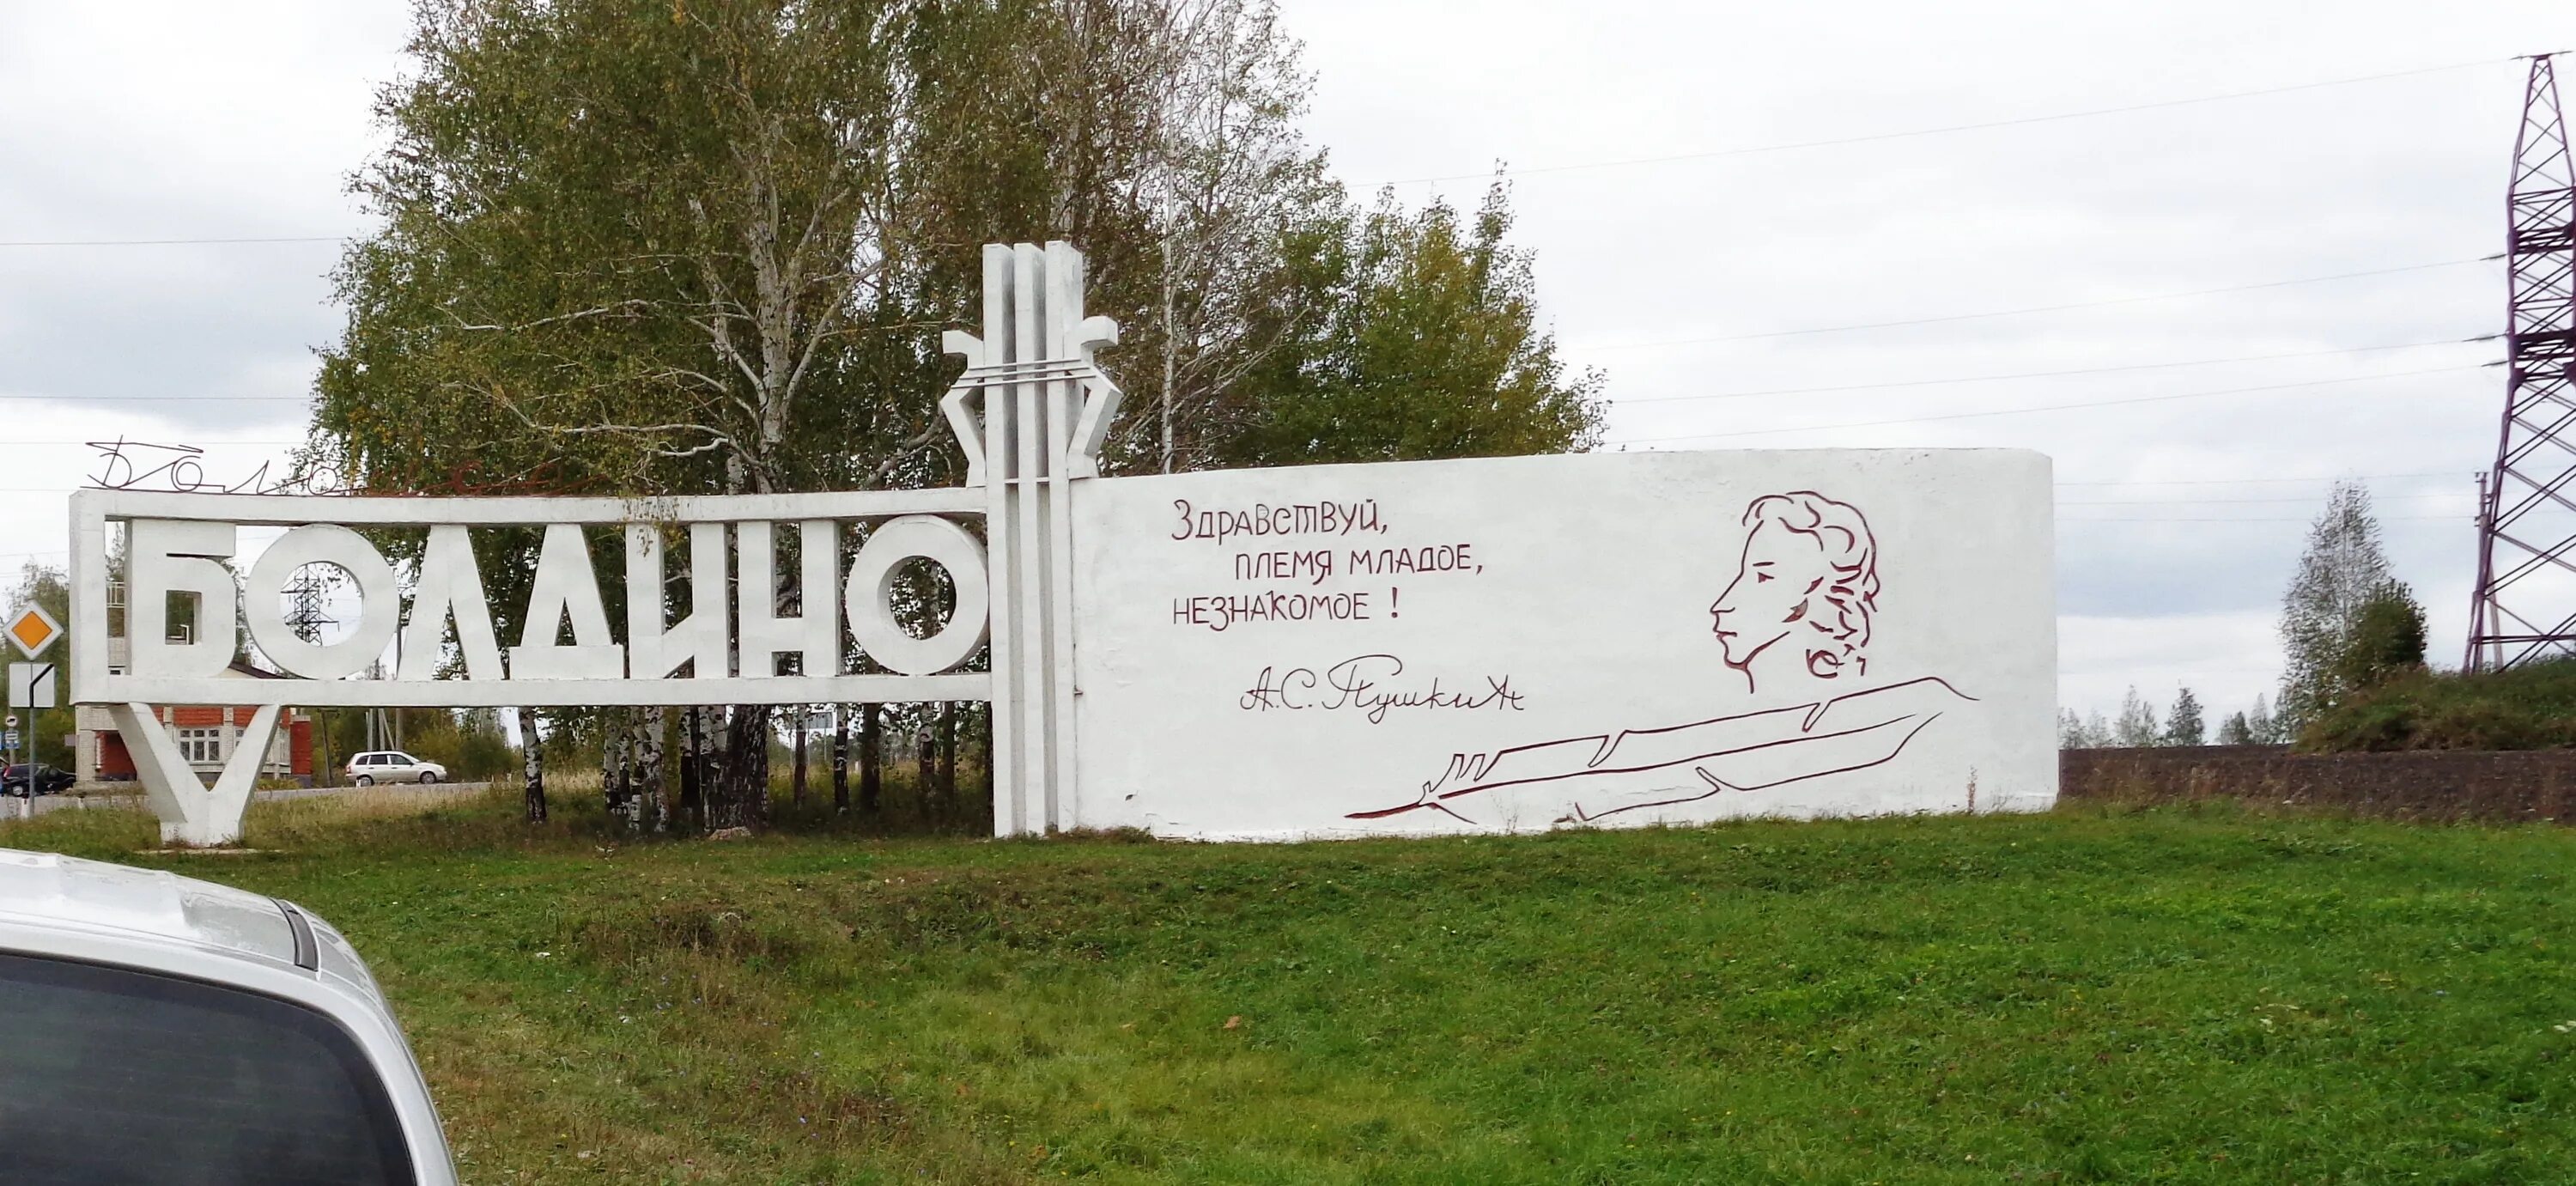 БОЛДИНО
Здравствуй,
племя младое,
незнакомое !
А.С. Пушкин